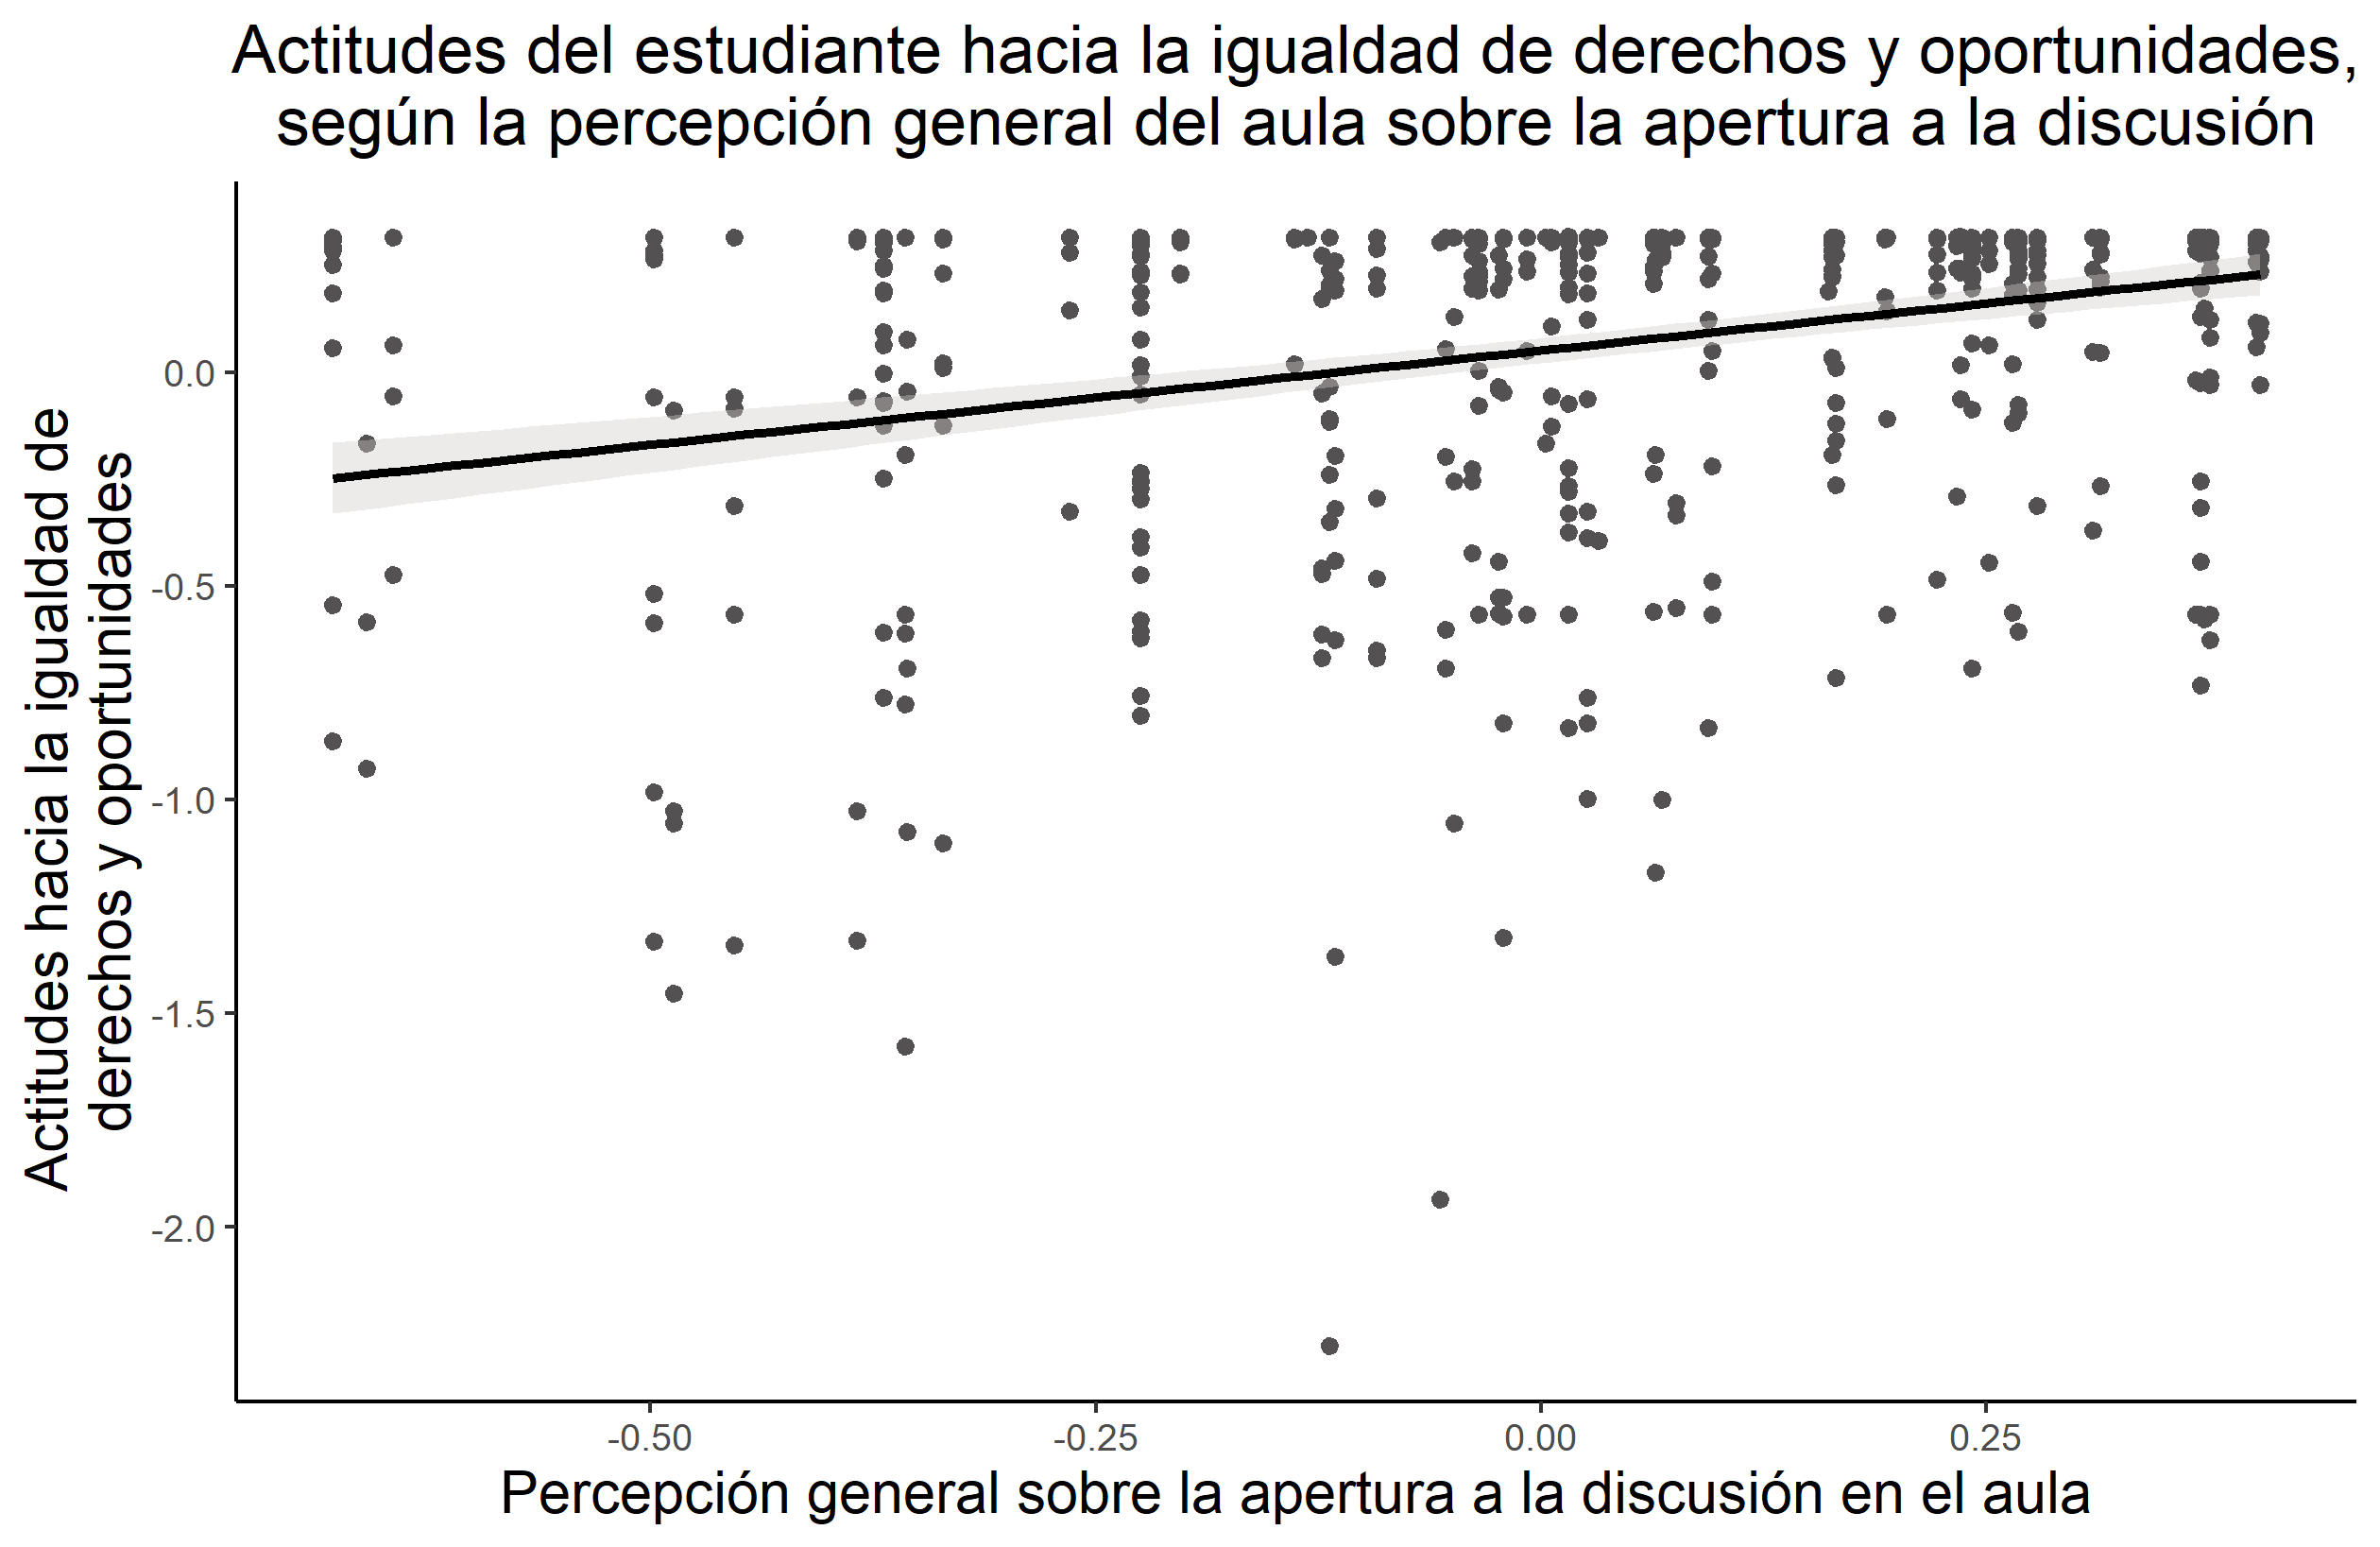 Actitudes del estudiante hacia la igualdad de derechos y oportunidades,
según la percepción general del aula sobre la apertura a la discusión
Actitudes hacia la igualdad de
derechos y oportunidades
0.0
-0.5
-1.0
-1.5
-2.0
-0.50
-0.25
0.00
0.25
Percepción general sobre la apertura a la discusión en el aula